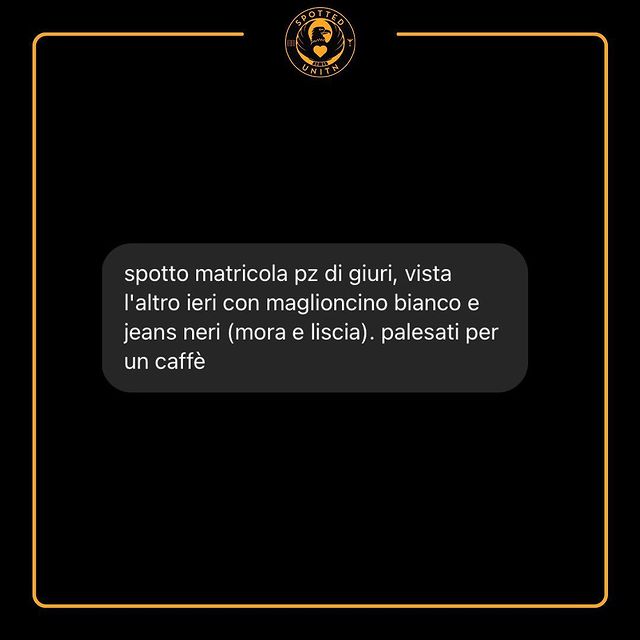 SPOTTED
UNITN
spotto matricola pz di giuri, vista
l'altro ieri con maglioncino bianco e
jeans neri (mora e liscia). palesati per
un caffè